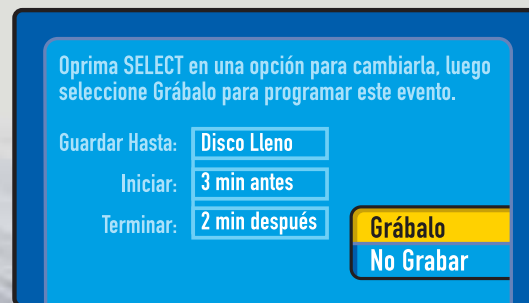 Oprima SELECT en una opción para cambiarla, luego
seleccione Grábalo para programar este evento.
Guardar Hasta: Disco Lleno
Iniciar: 3 min antes
Terminar: 2 min después
Grábalo
No Grabar